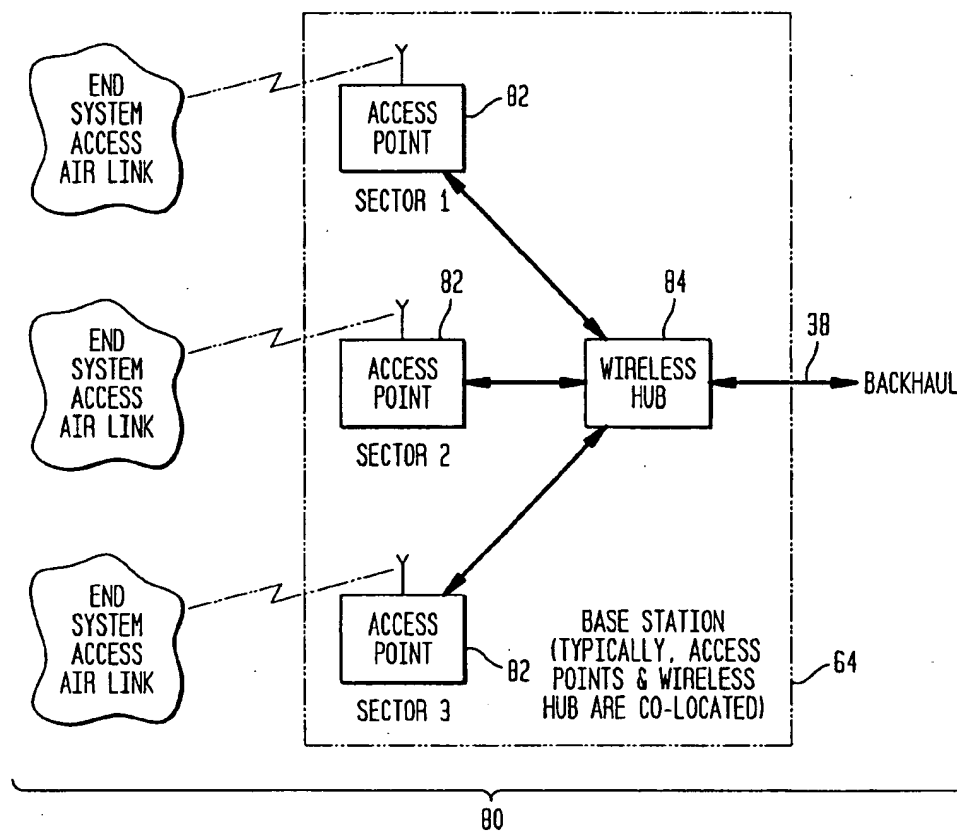 END
SYSTEM
ACCESS
AIR LINK
ACCESS
POINT
82
SECTOR 1
END
SYSTEM
ACCESS
AIR LINK
ACCESS
POINT
82
SECTOR 2
WIRELESS
HUB
84
38
BACKHAUL
END
SYSTEM
ACCESS
AIR LINK
ACCESS
POINT
82
SECTOR 3
BASE STATION
(TYPICALLY, ACCESS
POINTS & WIRELESS
HUB ARE CO-LOCATED)
64
80